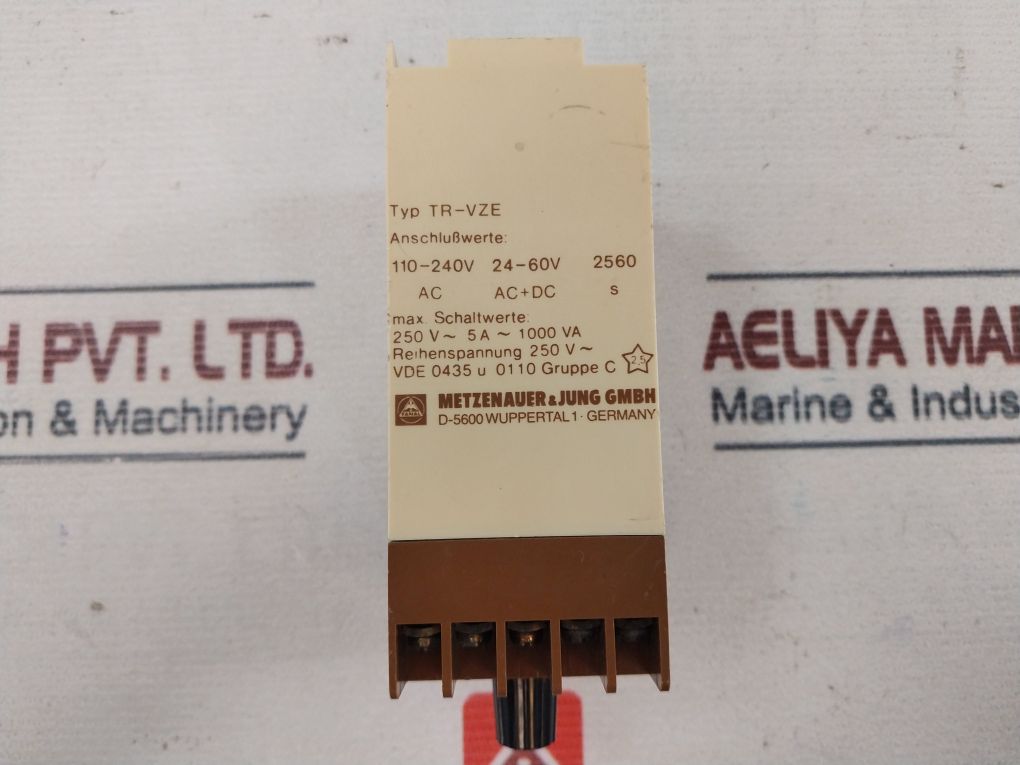 Typ TR-VZE
Anschlußwerte:
110-240V 24-60V 2560
AC AC+DC s
max. Schaltwerte:
250 V~ 5A ~ 1000 VA
Reihenspannung 250 V~
VDE 0435 u 0110 Gruppe C 2,5
METZENAUER & JUNG GMBH
D-5600 WUPPERTAL 1 · GERMANY
H PVT. LTD.
on & Machinery
AELIYA MA
Marine & Indus